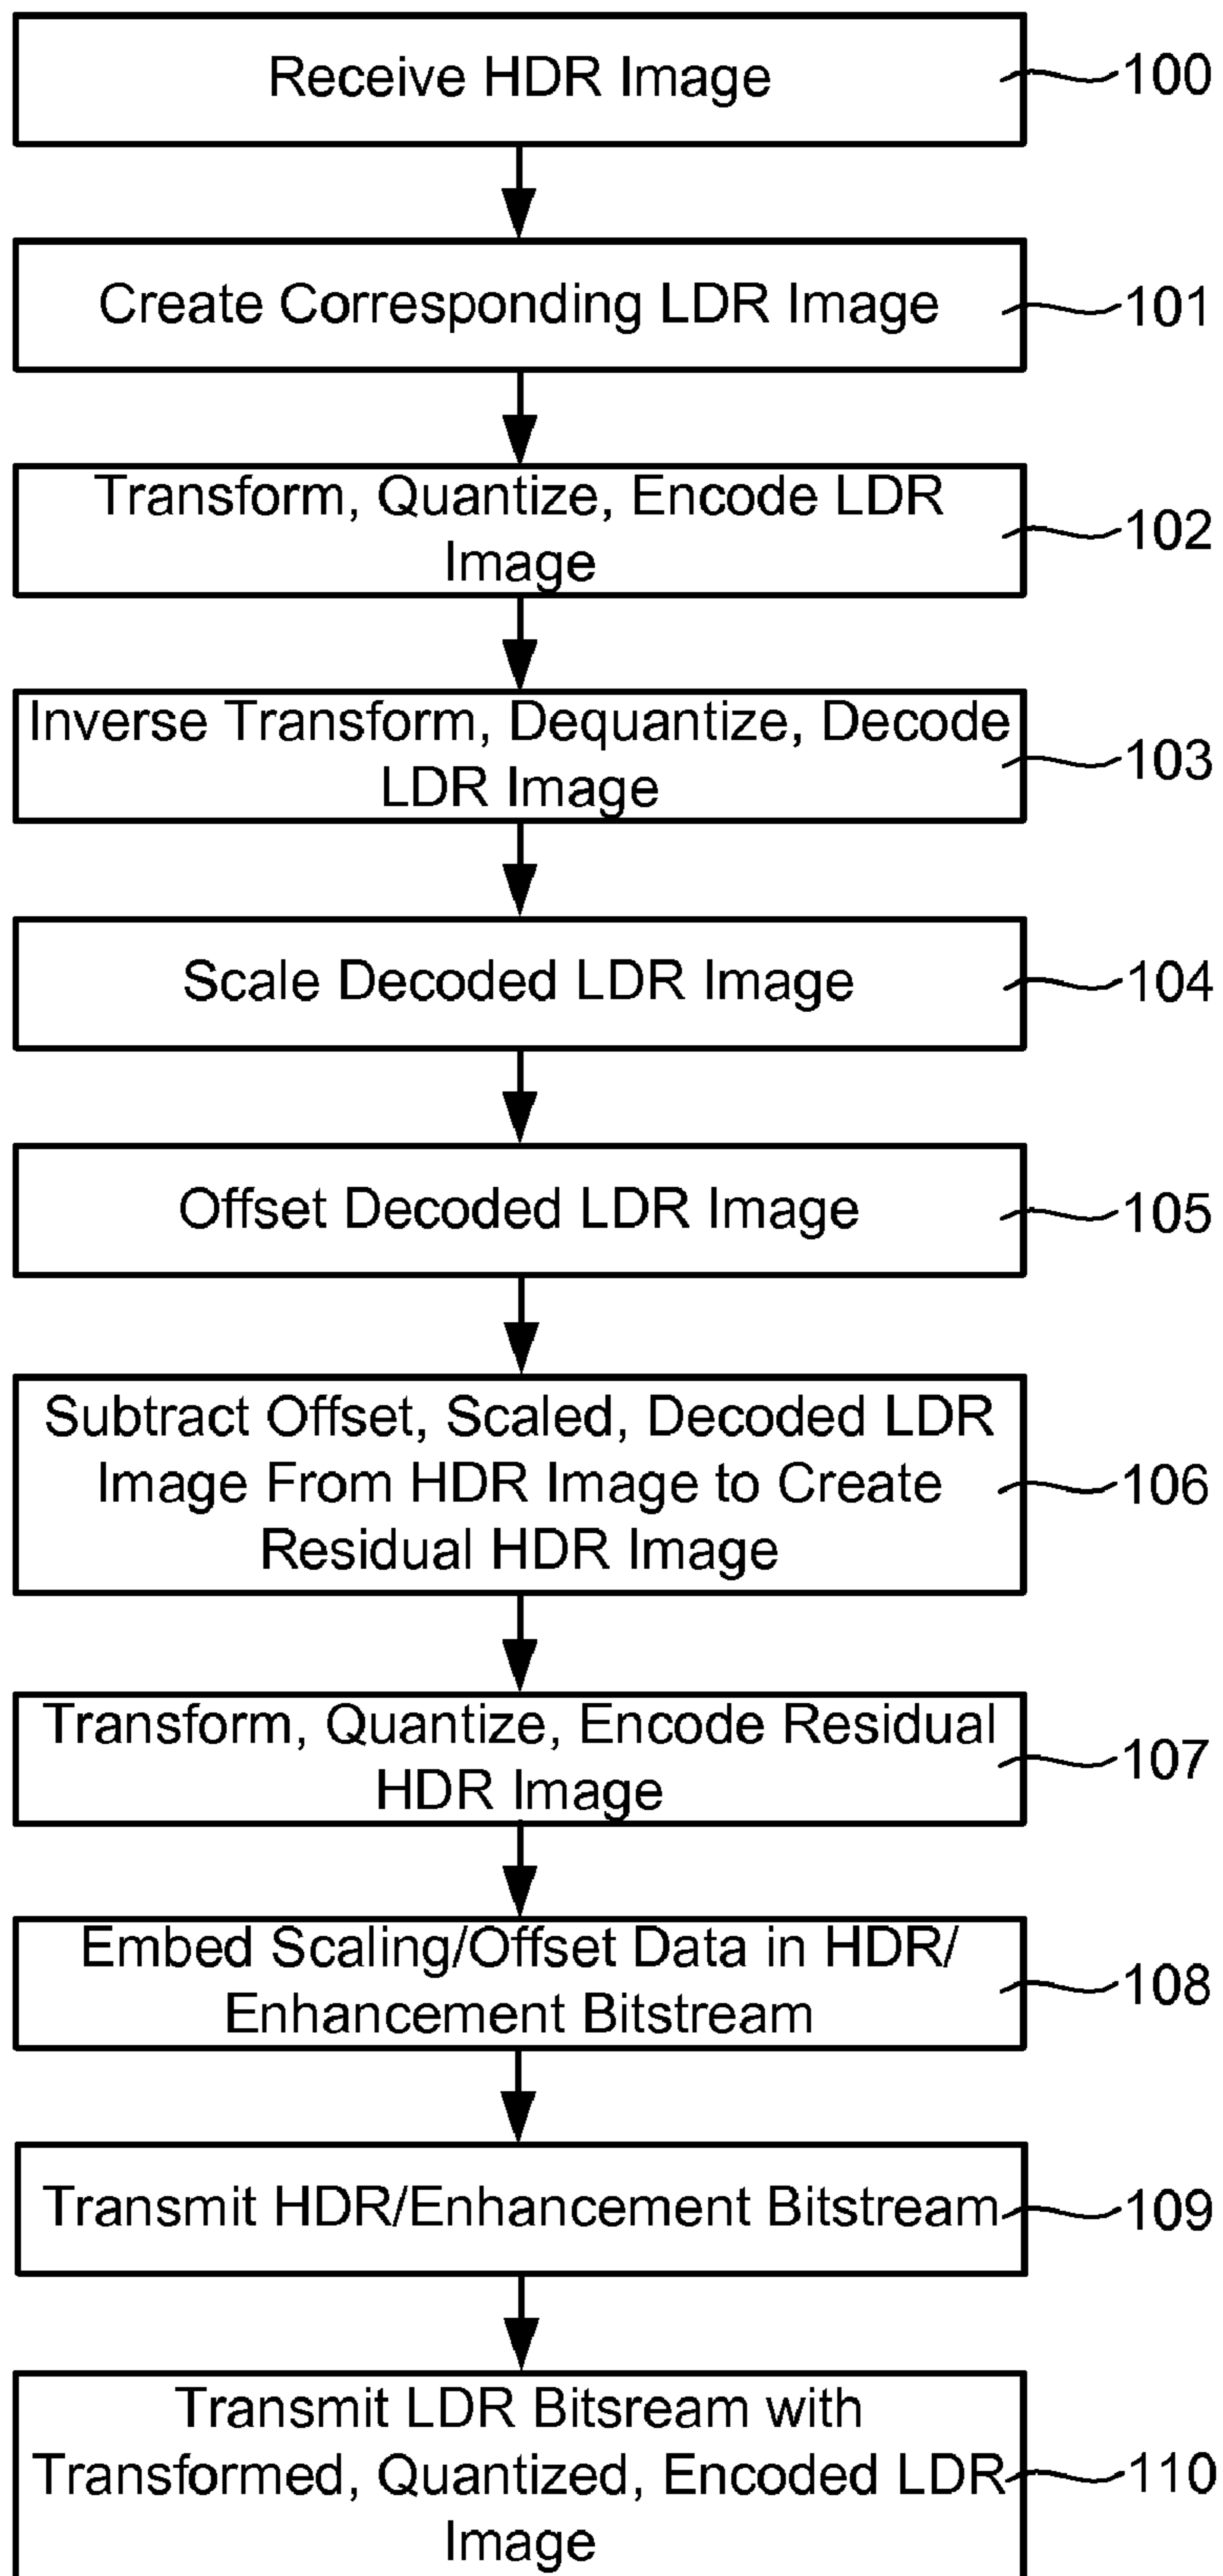 Receive HDR Image
100
Create Corresponding LDR Image
101
Transform, Quantize, Encode LDR
Image
102
Inverse Transform, Dequantize, Decode
LDR Image
103
Scale Decoded LDR Image
104
Offset Decoded LDR Image
105
Subtract Offset, Scaled, Decoded LDR
Image From HDR Image to Create
Residual HDR Image
106
Transform, Quantize, Encode Residual
HDR Image
107
Embed Scaling/Offset Data in HDR/
Enhancement Bitstream
108
Transmit HDR/Enhancement Bitstream
109
Transmit LDR Bitsream with
Transformed, Quantized, Encoded LDR
Image
110